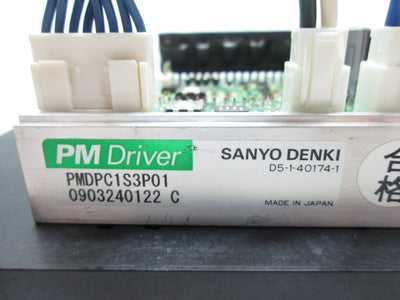 PM Driver
SANYO DENKI
D5-1-40174-1
PMDPC1S3P01
0903240122 C
MADE IN JAPAN
合格